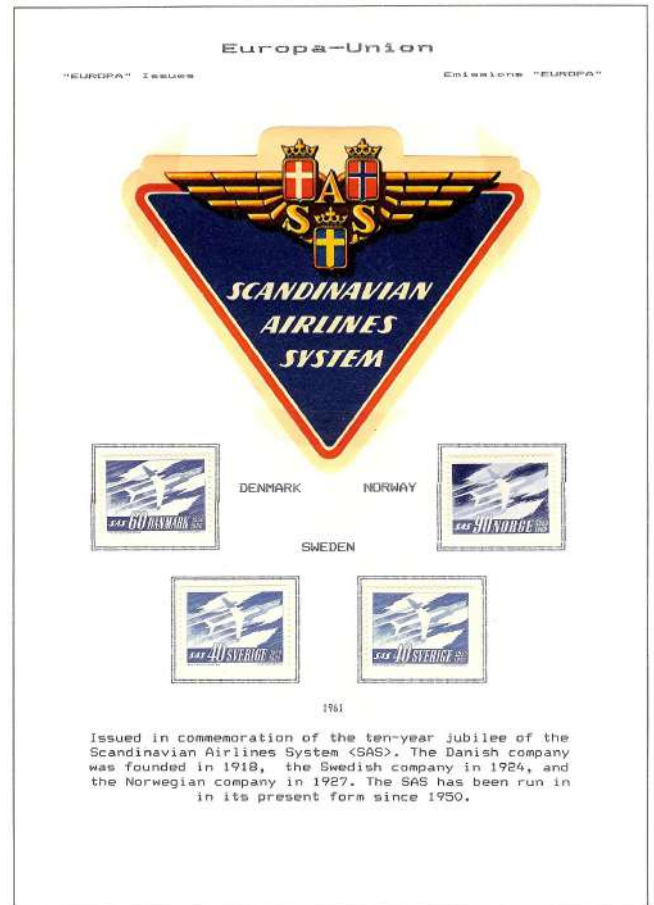 Europa-Union
"EUROPA" Issues
Emissions "EUROPA"
SAS
SCANDINAVIAN
AIRLINES
SYSTEM
DENMARK
NORWAY
SAS 60 DANMARK
SAS 90 NORGE
SWEDEN
SAS 40 SVERIGE
SAS 40 SVERIGE
1961
Issued in commemoration of the ten-year jubilee of the
Scandinavian Airlines System <SAS>. The Danish company
was founded in 1918, the Swedish company in 1924, and
the Norwegian company in 1927. The SAS has been run in
in its present form since 1950.